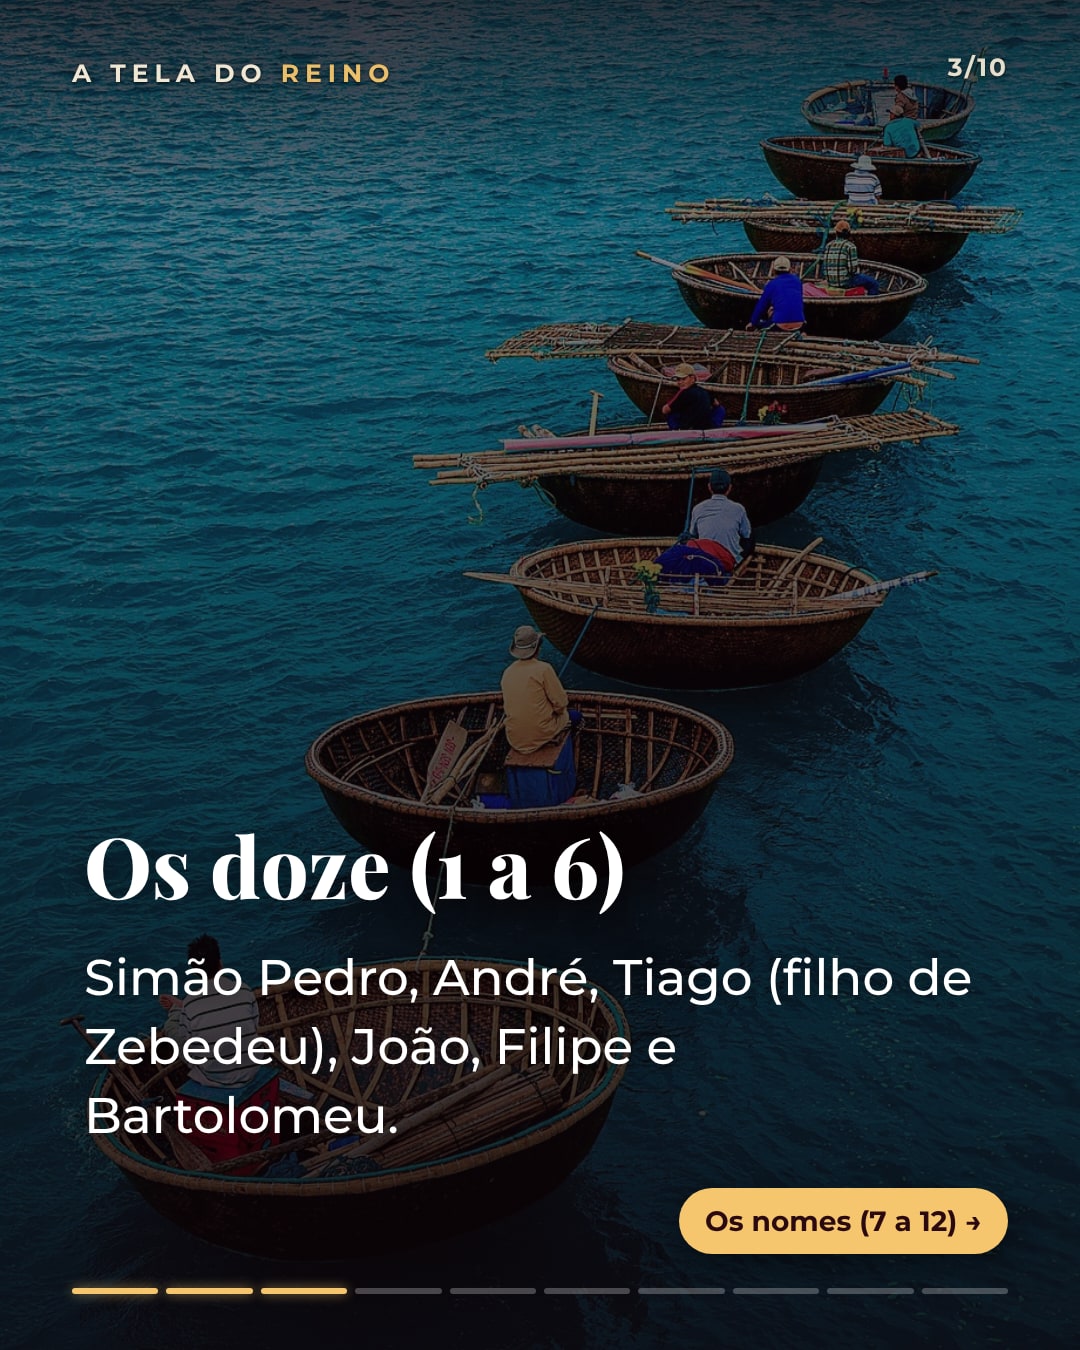 A TELA DO REINO
3/10
Os doze (1 a 6)
Simão Pedro, André, Tiago (filho de
Zebedeu), João, Filipe e
Bartolomeu.
Os nomes (7 a 12) →